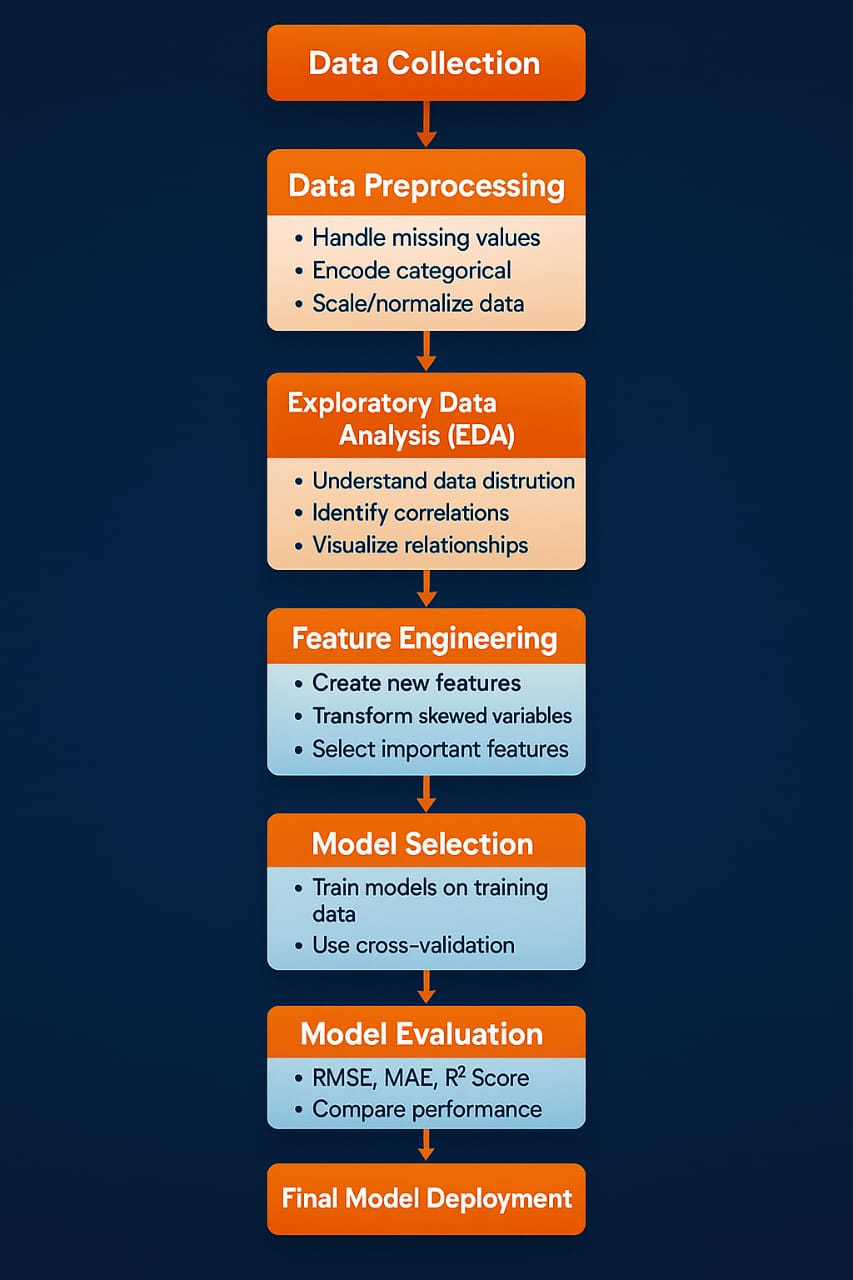 Data Collection
Data Preprocessing
• Handle missing values
• Encode categorical
• Scale/normalize data
Exploratory Data
Analysis (EDA)
• Understand data distrution
• Identify correlations
• Visualize relationships
Feature Engineering
• Create new features
• Transform skewed variables
• Select important features
Model Selection
• Train models on training
data
• Use cross-validation
Model Evaluation
• RMSE, MAE, R² Score
• Compare performance
Final Model Deployment